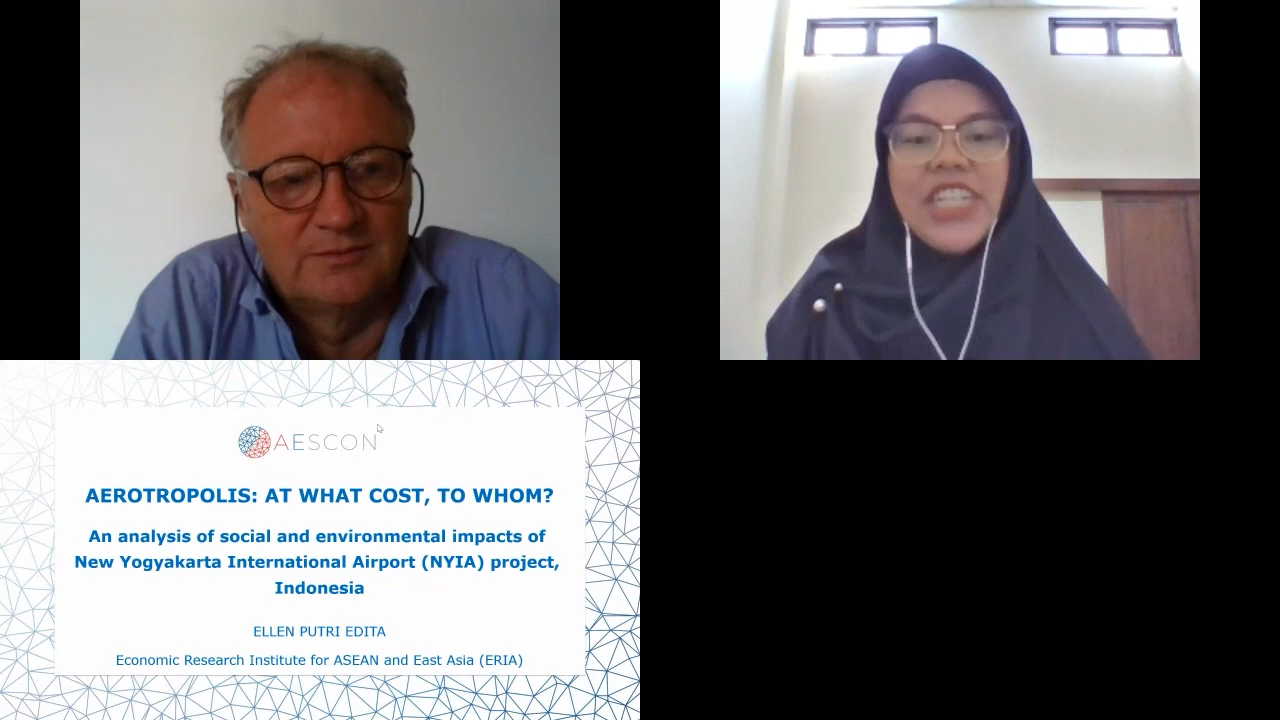 AESCON
AEROTROPOLIS: AT WHAT COST, TO WHOM?
An analysis of social and environmental impacts of
New Yogyakarta International Airport (NYIA) project,
Indonesia
ELLEN PUTRI EDITA
Economic Research Institute for ASEAN and East Asia (ERIA)